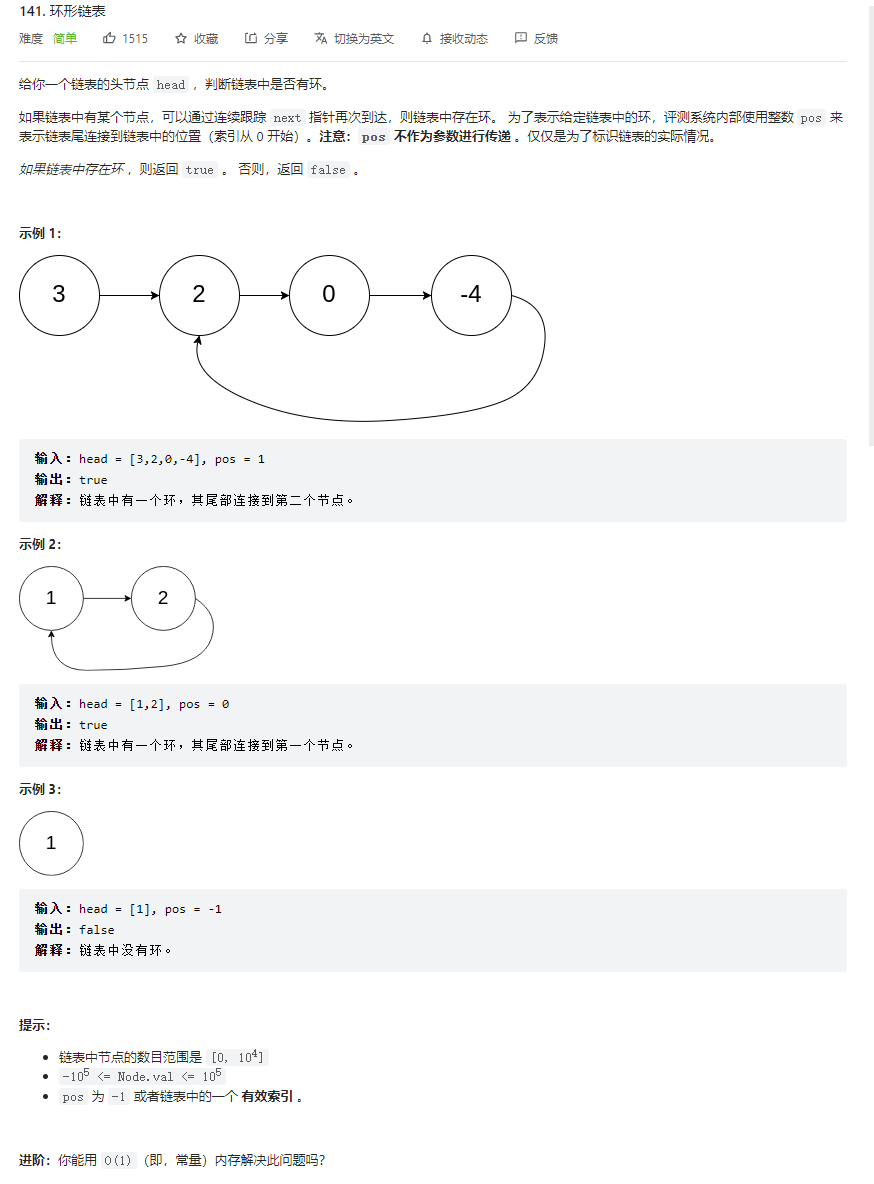 141. 环形链表
难度 简单 1515 收藏 分享 切换为英文 接收动态 反馈
给你一个链表的头节点 head ，判断链表中是否有环。
如果链表中有某个节点，可以通过连续跟踪 next 指针再次到达，则链表中存在环。 为了表示给定链表中的环，评测系统内部使用整数 pos 来
表示链表尾连接到链表中的位置（索引从 0 开始）。注意：pos 不作为参数进行传递 。仅仅是为了标识链表的实际情况。
如果链表中存在环 ，则返回 true 。 否则，返回 false 。
示例 1：
3 2 0 -4
输入：head = [3,2,0,-4], pos = 1
输出：true
解释：链表中有一个环，其尾部连接到第二个节点。
示例 2：
1 2
输入：head = [1,2], pos = 0
输出：true
解释：链表中有一个环，其尾部连接到第一个节点。
示例 3：
1
输入：head = [1], pos = -1
输出：false
解释：链表中没有环。
提示：
• 链表中节点的数目范围是 [0, 10⁴]
• -10⁵ <= Node.val <= 10⁵
• pos 为 -1 或者链表中的一个 有效索引 。
进阶：你能用 O(1)（即，常量）内存解决此问题吗？